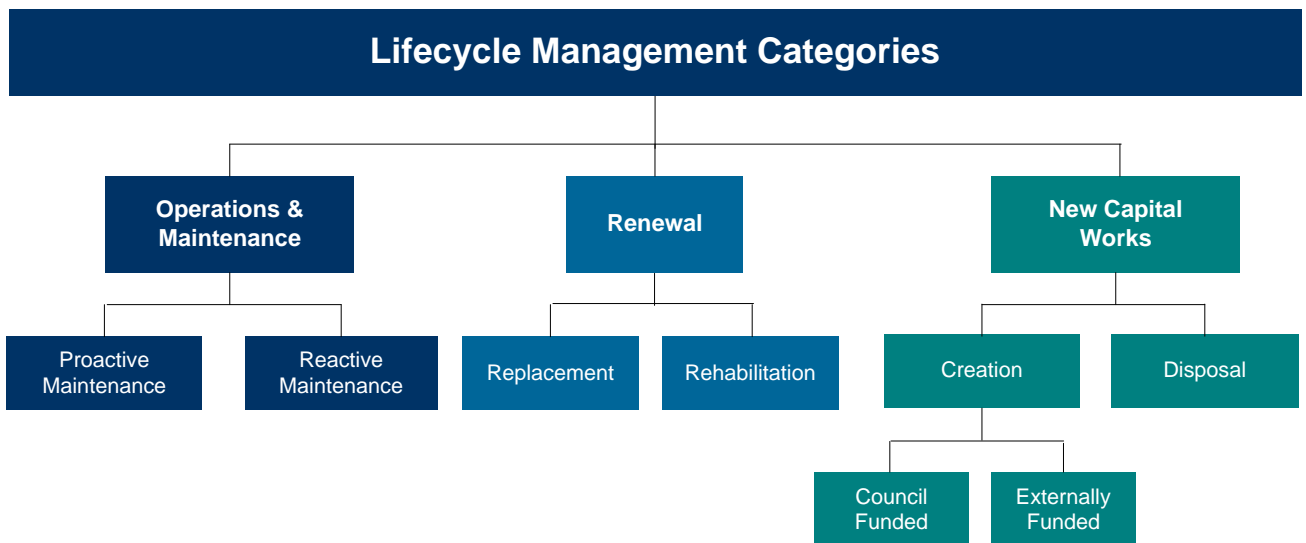 Lifecycle Management Categories
Operations &
Maintenance
Renewal
New Capital
Works
Proactive
Maintenance
Reactive
Maintenance
Replacement
Rehabilitation
Creation
Disposal
Council
Funded
Externally
Funded